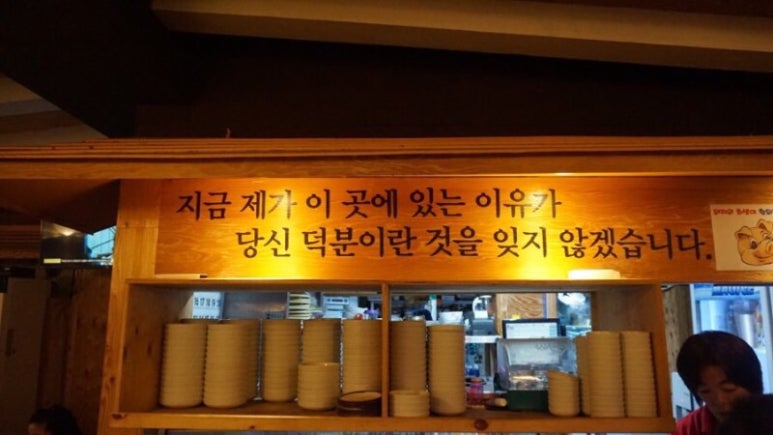 지금 제가 이 곳에 있는 이유가
당신 덕분이란 것을 잊지 않겠습니다.